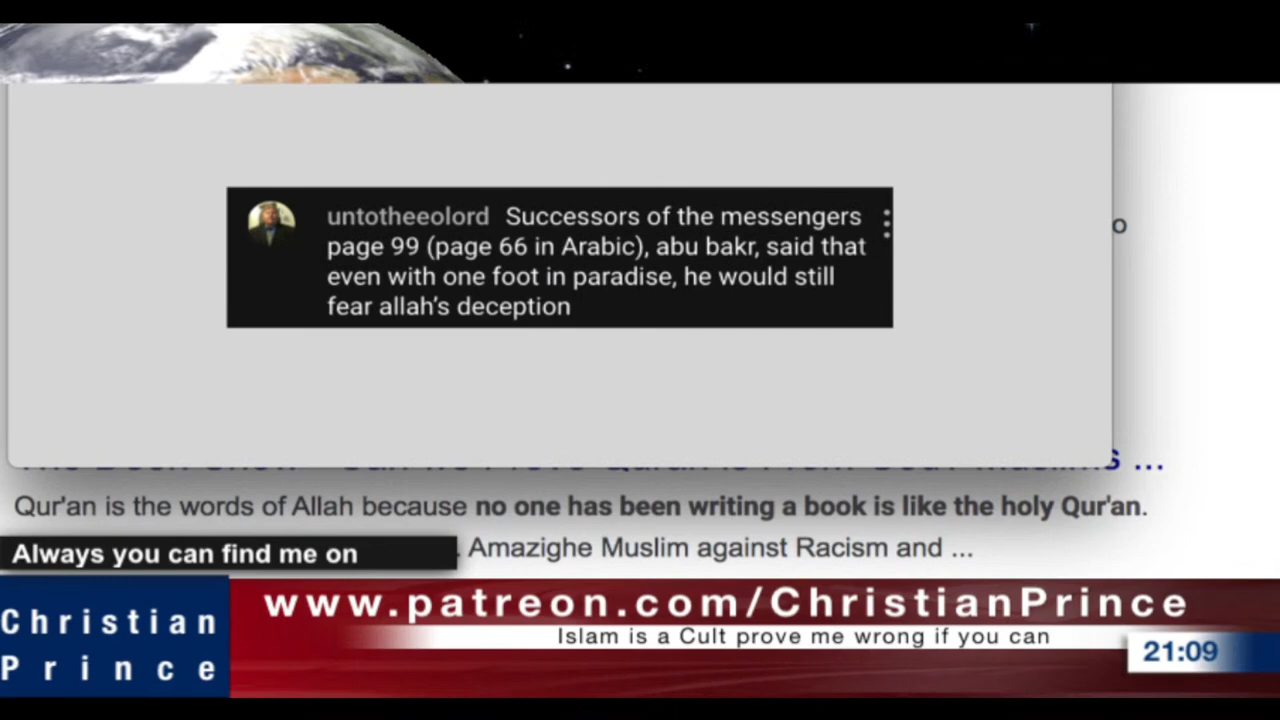 untotheeolord Successors of the messengers
page 99 (page 66 in Arabic), abu bakr, said that
even with one foot in paradise, he would still
fear allah's deception
o
s ...
Qur'an is the words of Allah because no one has been writing a book is like the holy Qur'an.
. Amazighe Muslim against Racism and ...
Always you can find me on
www.patreon.com/ChristianPrince
Christian
Prince
Islam is a Cult prove me wrong if you can
21:09